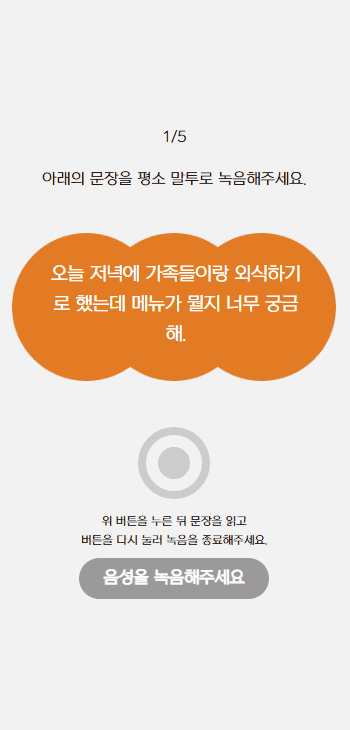 1/5
아래의 문장을 평소 말투로 녹음해주세요.
오늘 저녁에 가족들이랑 외식하기
로 했는데 메뉴가 뭘지 너무 궁금
해.
위 버튼을 누른 뒤 문장을 읽고
버튼을 다시 눌러 녹음을 종료해주세요.
음성을 녹음해주세요